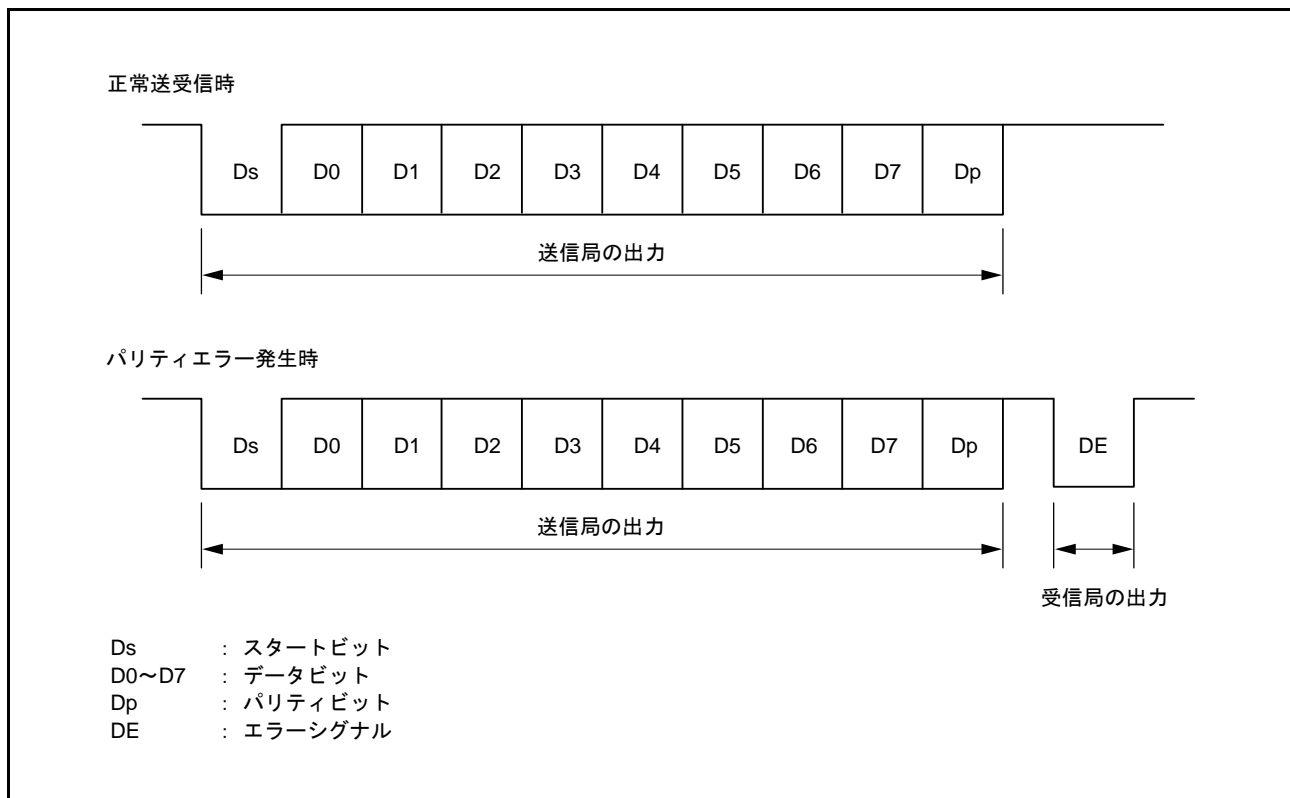 正常送受信時
Ds D0 D1 D2 D3 D4 D5 D6 D7 Dp
送信局の出力
パリティエラー発生時
Ds D0 D1 D2 D3 D4 D5 D6 D7 Dp DE
送信局の出力
受信局の出力
Ds : スタートビット
D0～D7 : データビット
Dp : パリティビット
DE : エラーシグナル